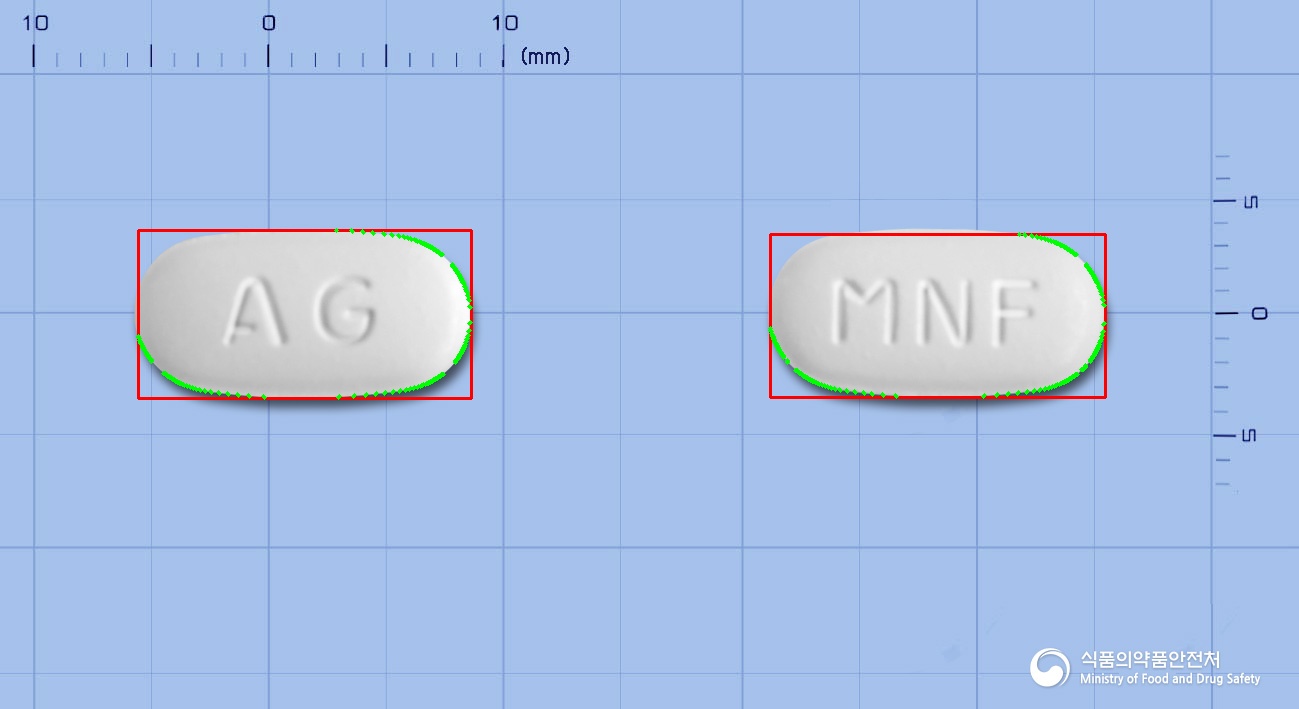 10 0 10
(mm)
5
0
5
AG
MNF
식품의약품안전처
Ministry of Food and Drug Safety